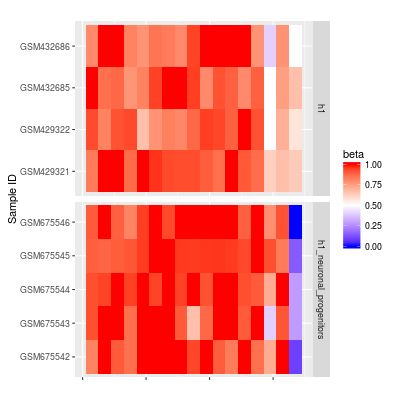 GSM432686
GSM432685
GSM429322
GSM429321
h1
GSM675546
GSM675545
GSM675544
GSM675543
GSM675542
h1_neuronal_progenitors
Sample ID
beta
1.00
0.75
0.50
0.25
0.00